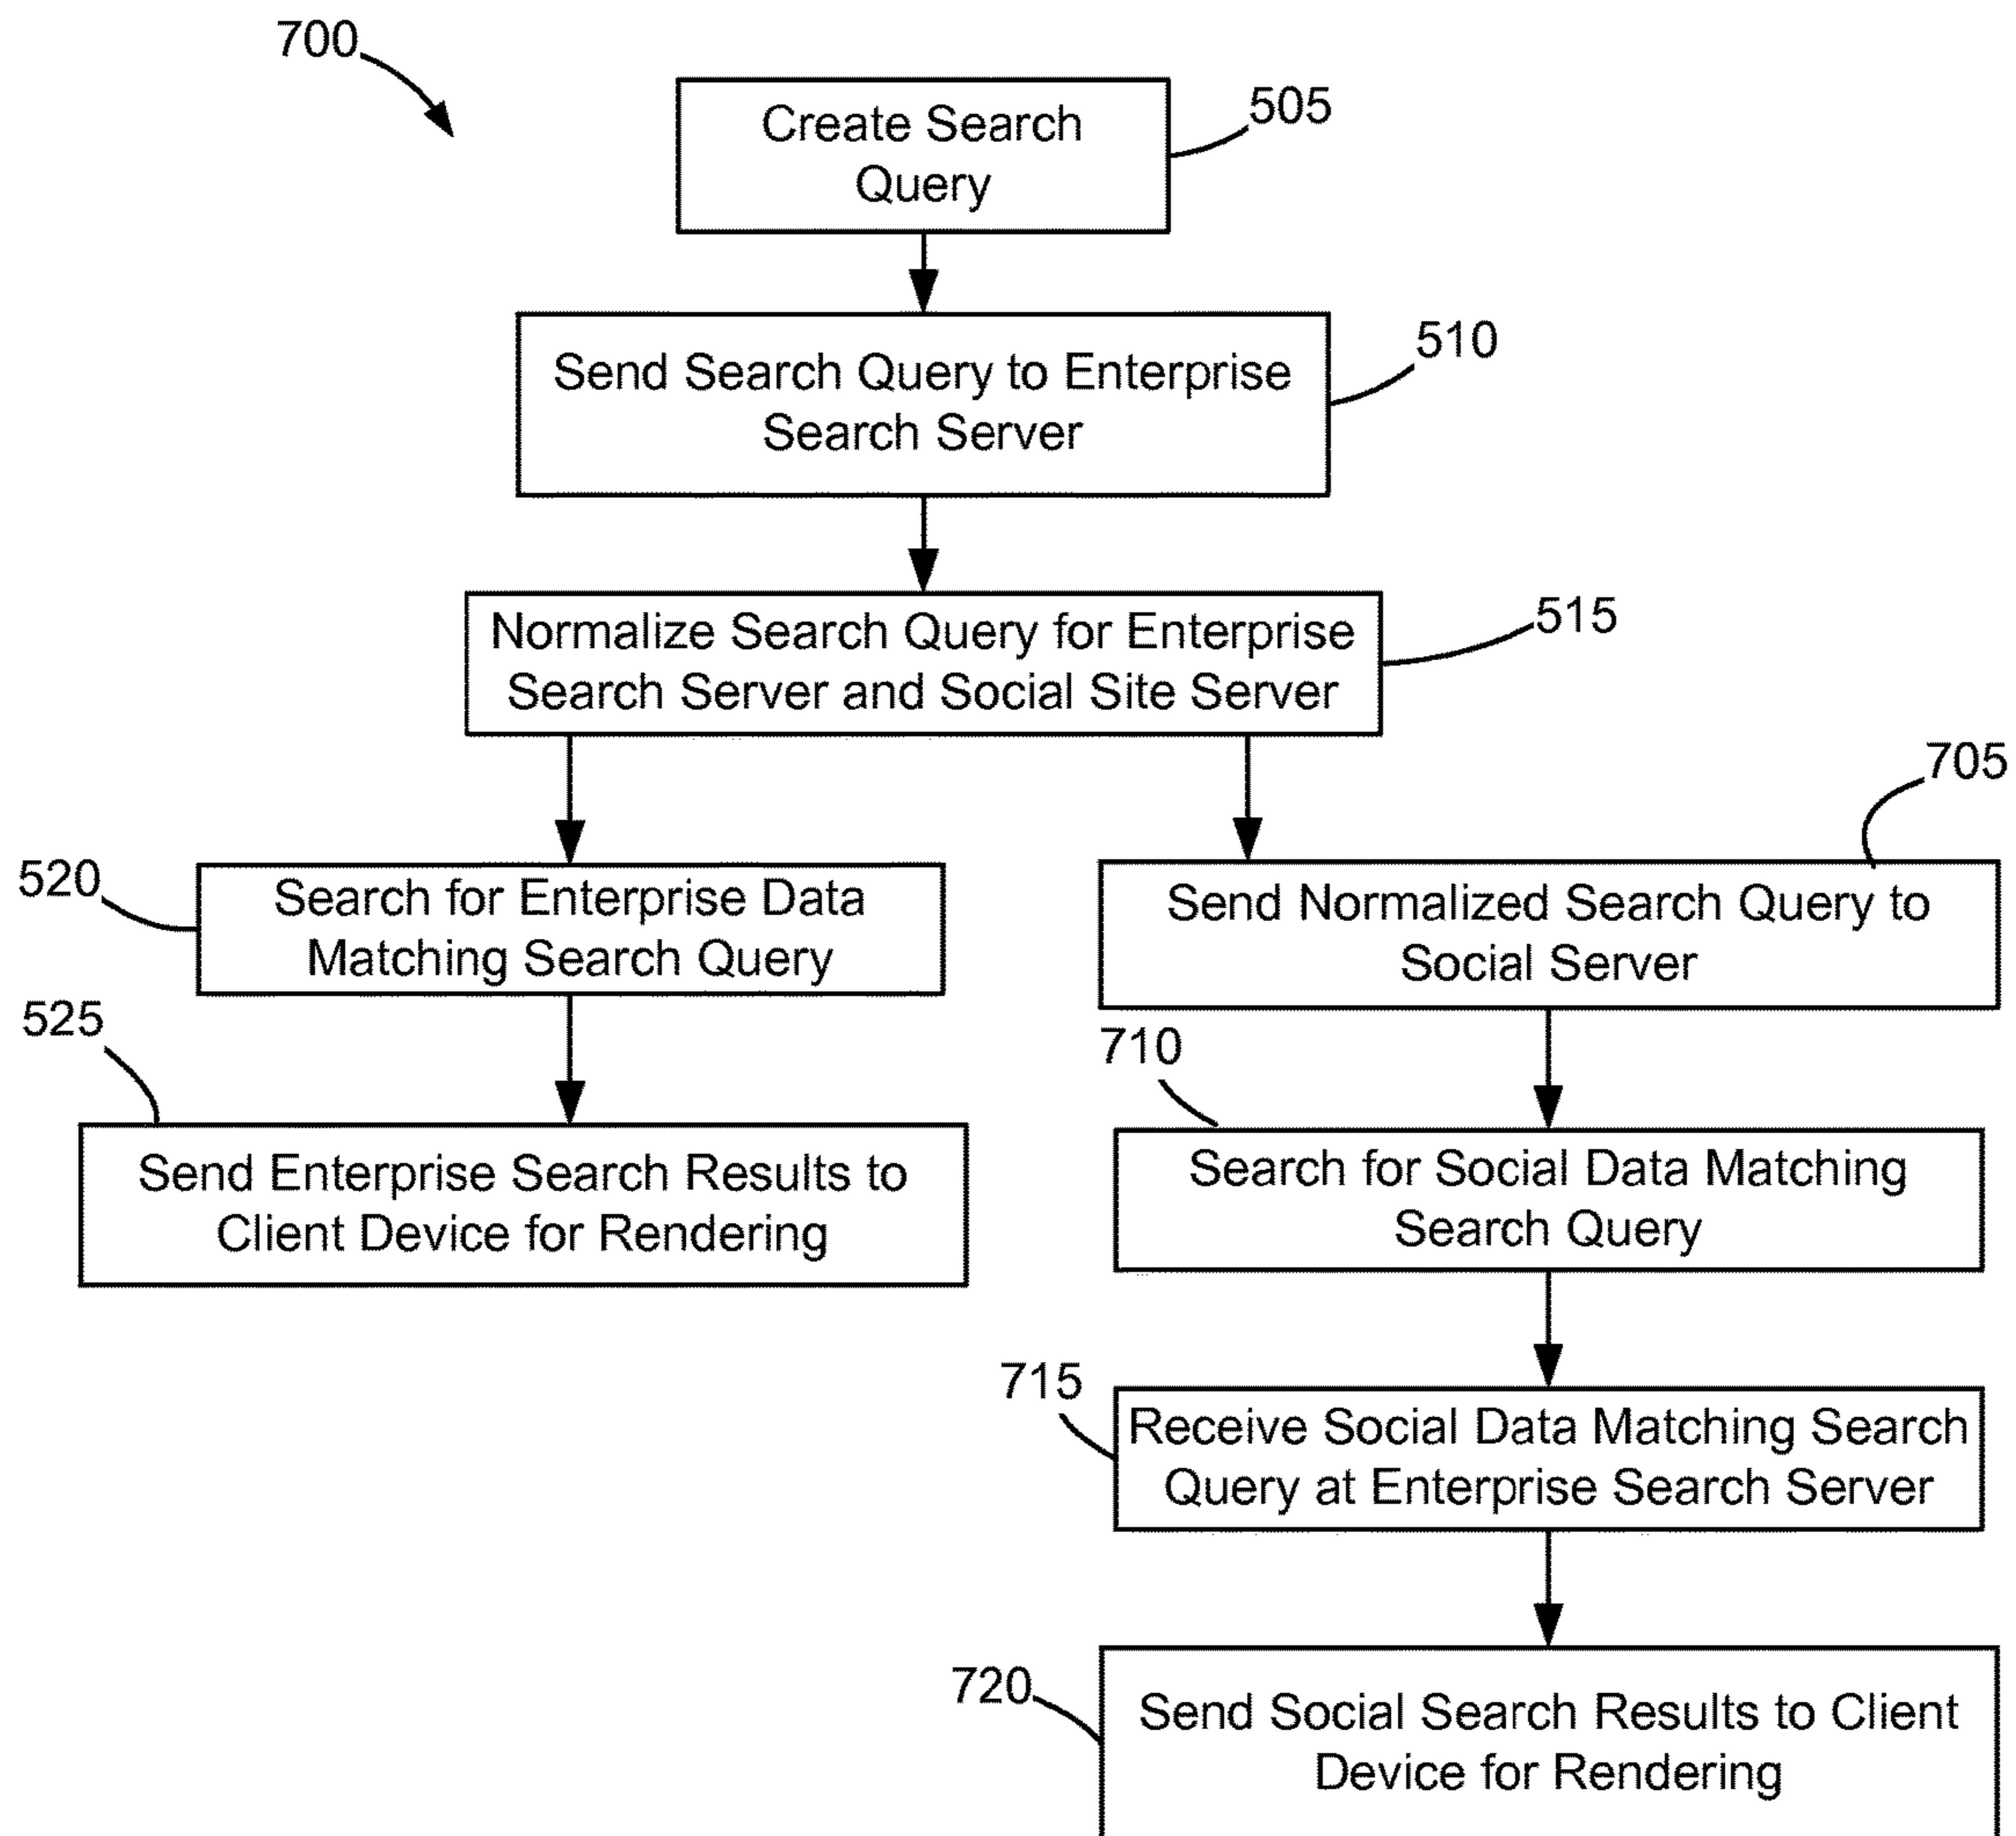 700
Create Search
Query
505
Send Search Query to Enterprise
Search Server
510
Normalize Search Query for Enterprise
Search Server and Social Site Server
515
520
Search for Enterprise Data
Matching Search Query
705
Send Normalized Search Query to
Social Server
525
Send Enterprise Search Results to
Client Device for Rendering
710
Search for Social Data Matching
Search Query
715
Receive Social Data Matching Search
Query at Enterprise Search Server
720
Send Social Search Results to Client
Device for Rendering